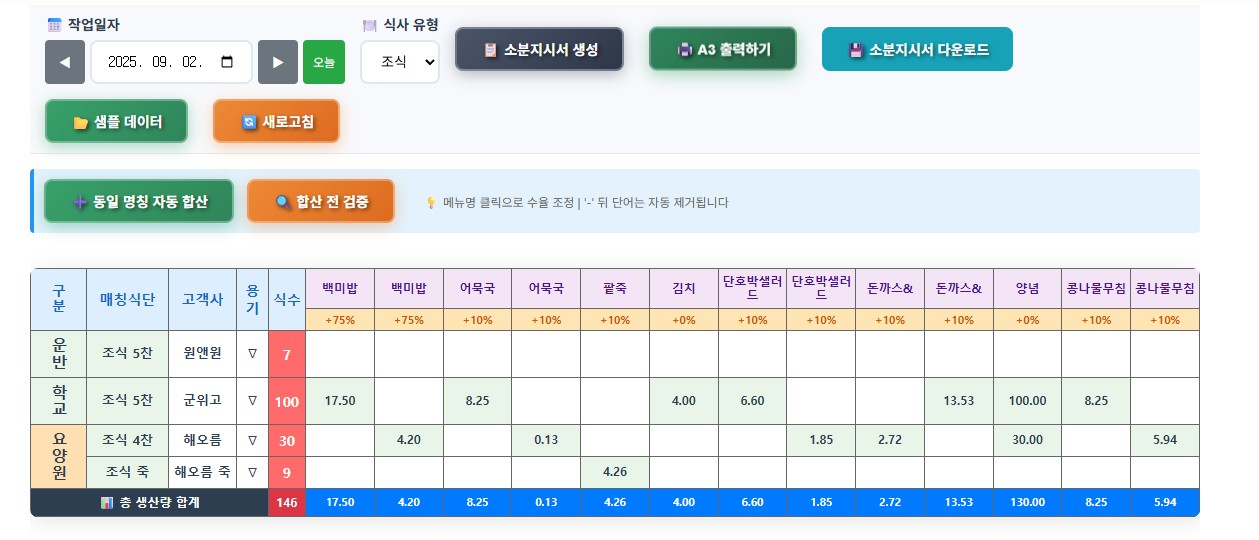 작업일자 식사 유형
◀ 2025. 09. 02. ▶ 오늘 조식 소분지시서 생성 A3 출력하기 소분지시서 다운로드
샘플 데이터 새로고침
동일 명칭 자동 합산 합산 전 검증 메뉴명 클릭으로 수율 조정 | '-' 뒤 단어는 자동 제거됩니다
구분 매칭식단 고객사 용기 식수 백미밥 백미밥 어묵국 어묵국 팥죽 김치 단호박샐러드 단호박샐러드 돈까스& 돈까스& 양념 콩나물무침 콩나물무침
+75% +75% +10% +10% +10% +0% +10% +10% +10% +10% +0% +10% +10%
운반 조식 5찬 원앤원 ▽ 7
학교 조식 5찬 군위고 ▽ 100 17.50 8.25 4.00 6.60 13.53 100.00 8.25
요양원 조식 4찬 해오름 ▽ 30 4.20 0.13 1.85 2.72 30.00 5.94
조식 죽 해오름 죽 ▽ 9 4.26
총 생산량 합계 146 17.50 4.20 8.25 0.13 4.26 4.00 6.60 1.85 2.72 13.53 130.00 8.25 5.94